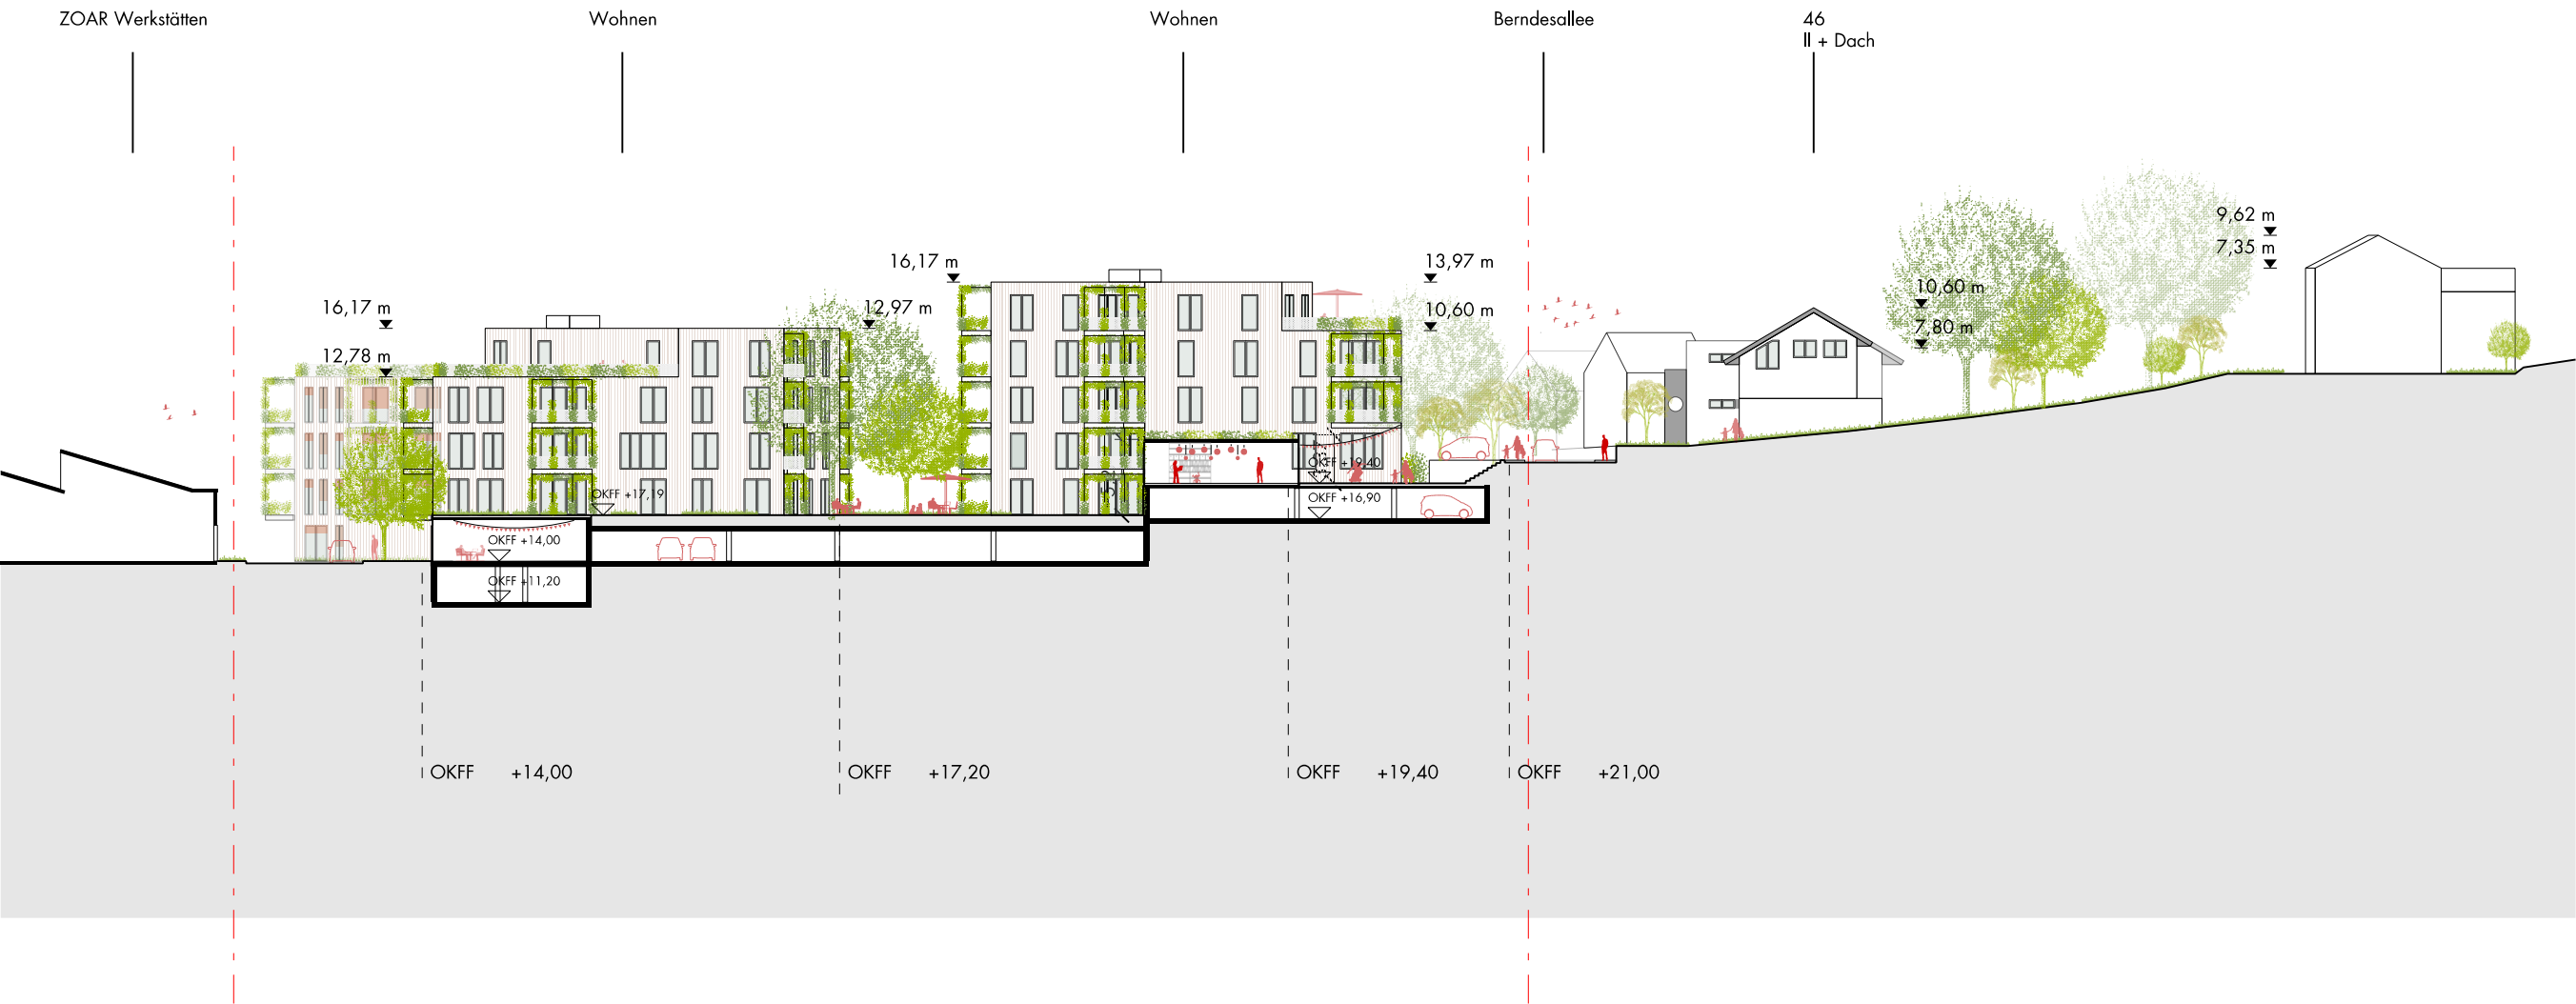 ZOAR Werkstätten
Wohnen
Wohnen
Berndesallee
46
II + Dach
9,62 m
7,35 m
16,17 m
13,97 m
10,60 m
16,17 m
12,97 m
10,60 m
7,80 m
12,78 m
OKFF +19,40
OKFF +17,19
OKFF +16,90
OKFF +14,00
OKFF +11,20
OKFF +14,00
OKFF +17,20
OKFF +19,40
OKFF +21,00